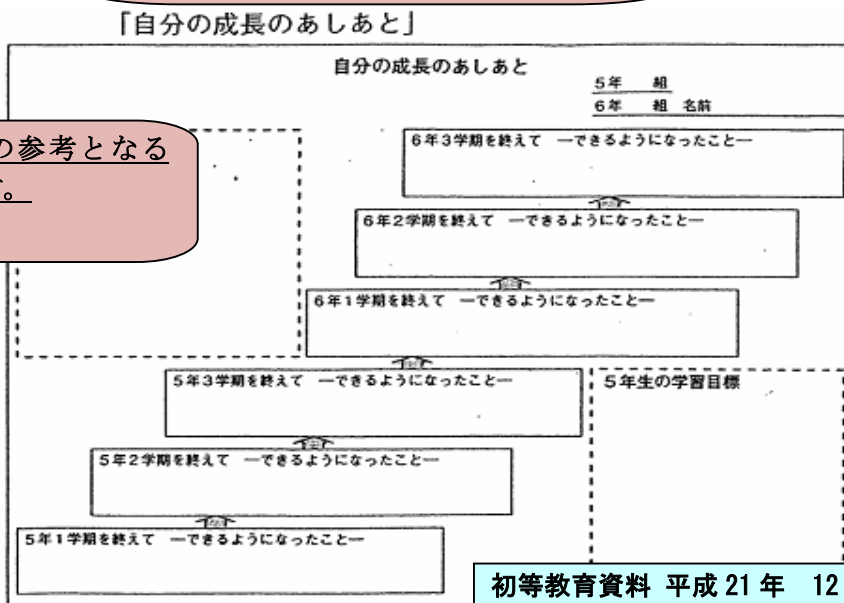 「自分の成長のあしあと」
自分の成長のあしあと
5年　組
6年　組　名前
の参考となる
。
6年3学期を終えて　―できるようになったこと―
6年2学期を終えて　―できるようになったこと―
6年1学期を終えて　―できるようになったこと―
5年3学期を終えて　―できるようになったこと―
5年生の学習目標
5年2学期を終えて　―できるようになったこと―
5年1学期を終えて　―できるようになったこと―
初等教育資料 平成 21 年　12